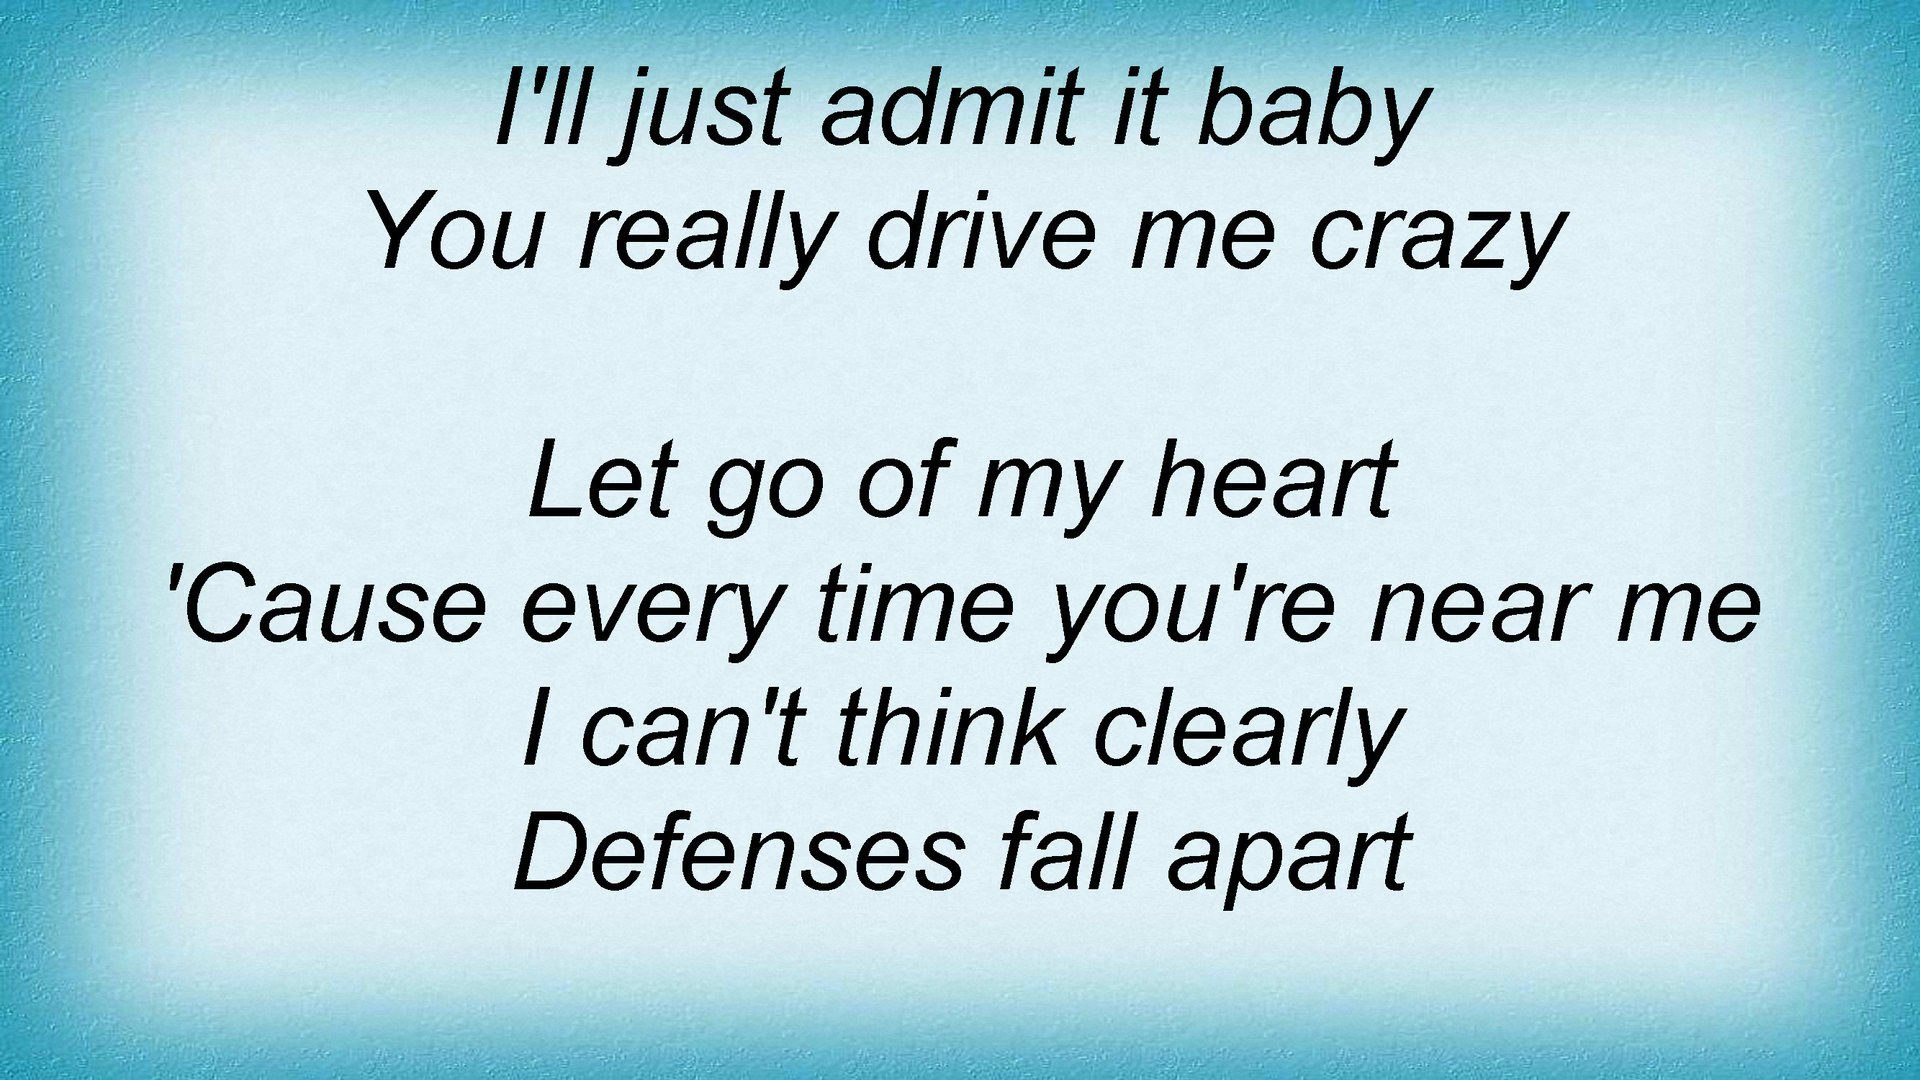 I'll just admit it baby
You really drive me crazy
Let go of my heart
'Cause every time you're near me
I can't think clearly
Defenses fall apart